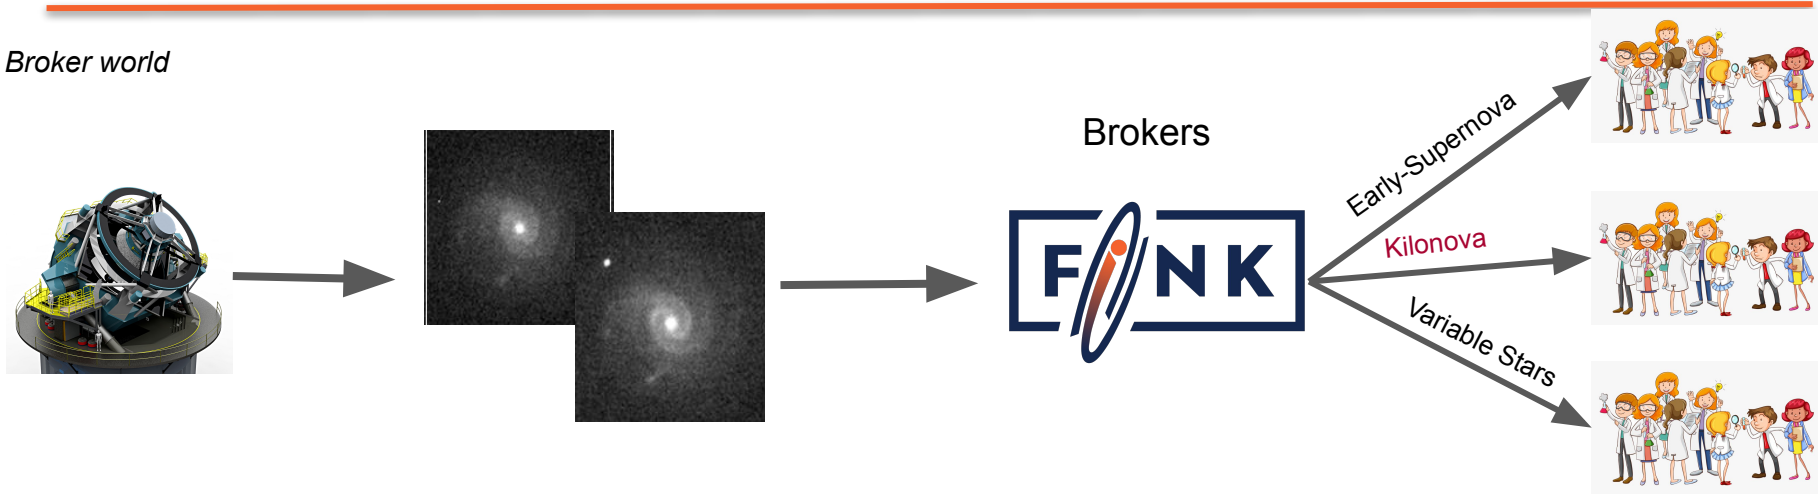 Broker world
Brokers
FINK
Early-Supernova
Kilonova
Variable Stars